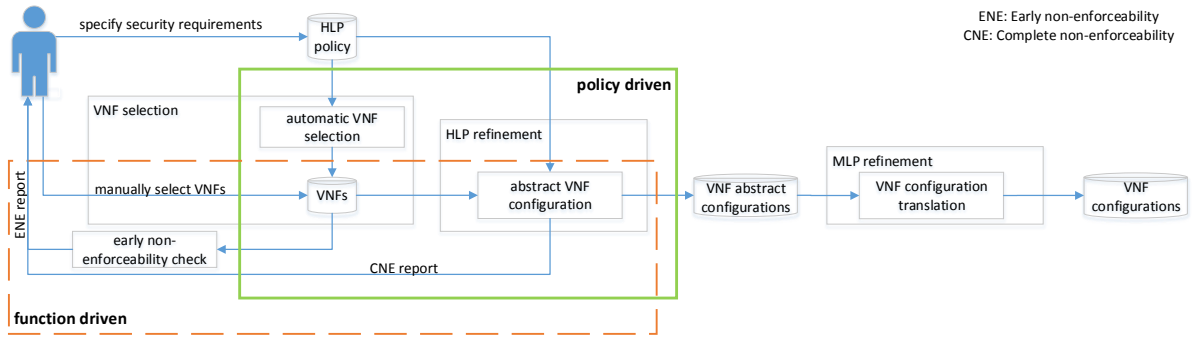 specify security requirements
HLP
policy
ENE: Early non-enforceability
CNE: Complete non-enforceability
policy driven
VNF selection
automatic VNF
selection
HLP refinement
MLP refinement
manually select VNFs
VNFs
abstract VNF
configuration
VNF abstract
configurations
VNF configuration
translation
VNF
configurations
ENE report
early non-
enforceability check
CNE report
function driven